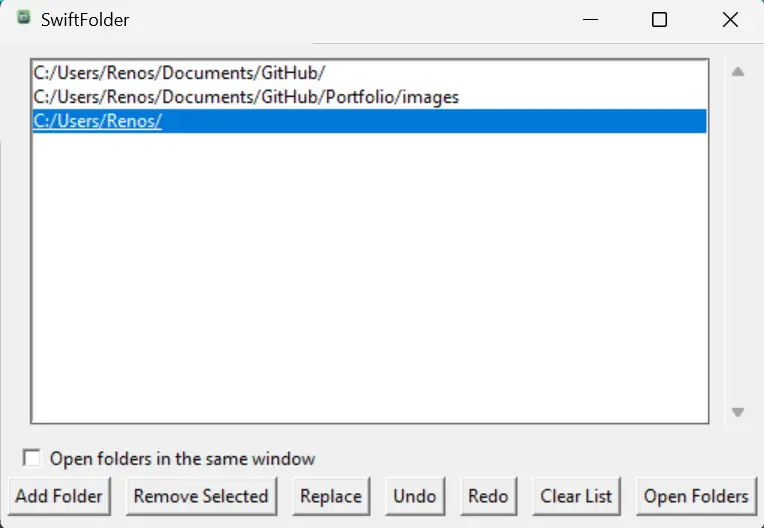 SwiftFolder
C:/Users/Renos/Documents/GitHub/
C:/Users/Renos/Documents/GitHub/Portfolio/images
C:/Users/Renos/
Open folders in the same window
Add Folder Remove Selected Replace Undo Redo Clear List Open Folders